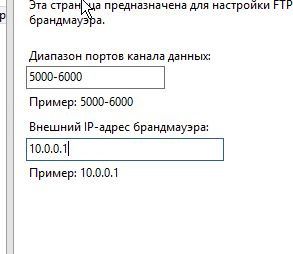 Эта страница предназначена для настройки FTP
брандмауэра.
Диапазон портов канала данных:
5000-6000
Пример: 5000-6000
Внешний IP-адрес брандмауэра:
10.0.0.1
Пример: 10.0.0.1